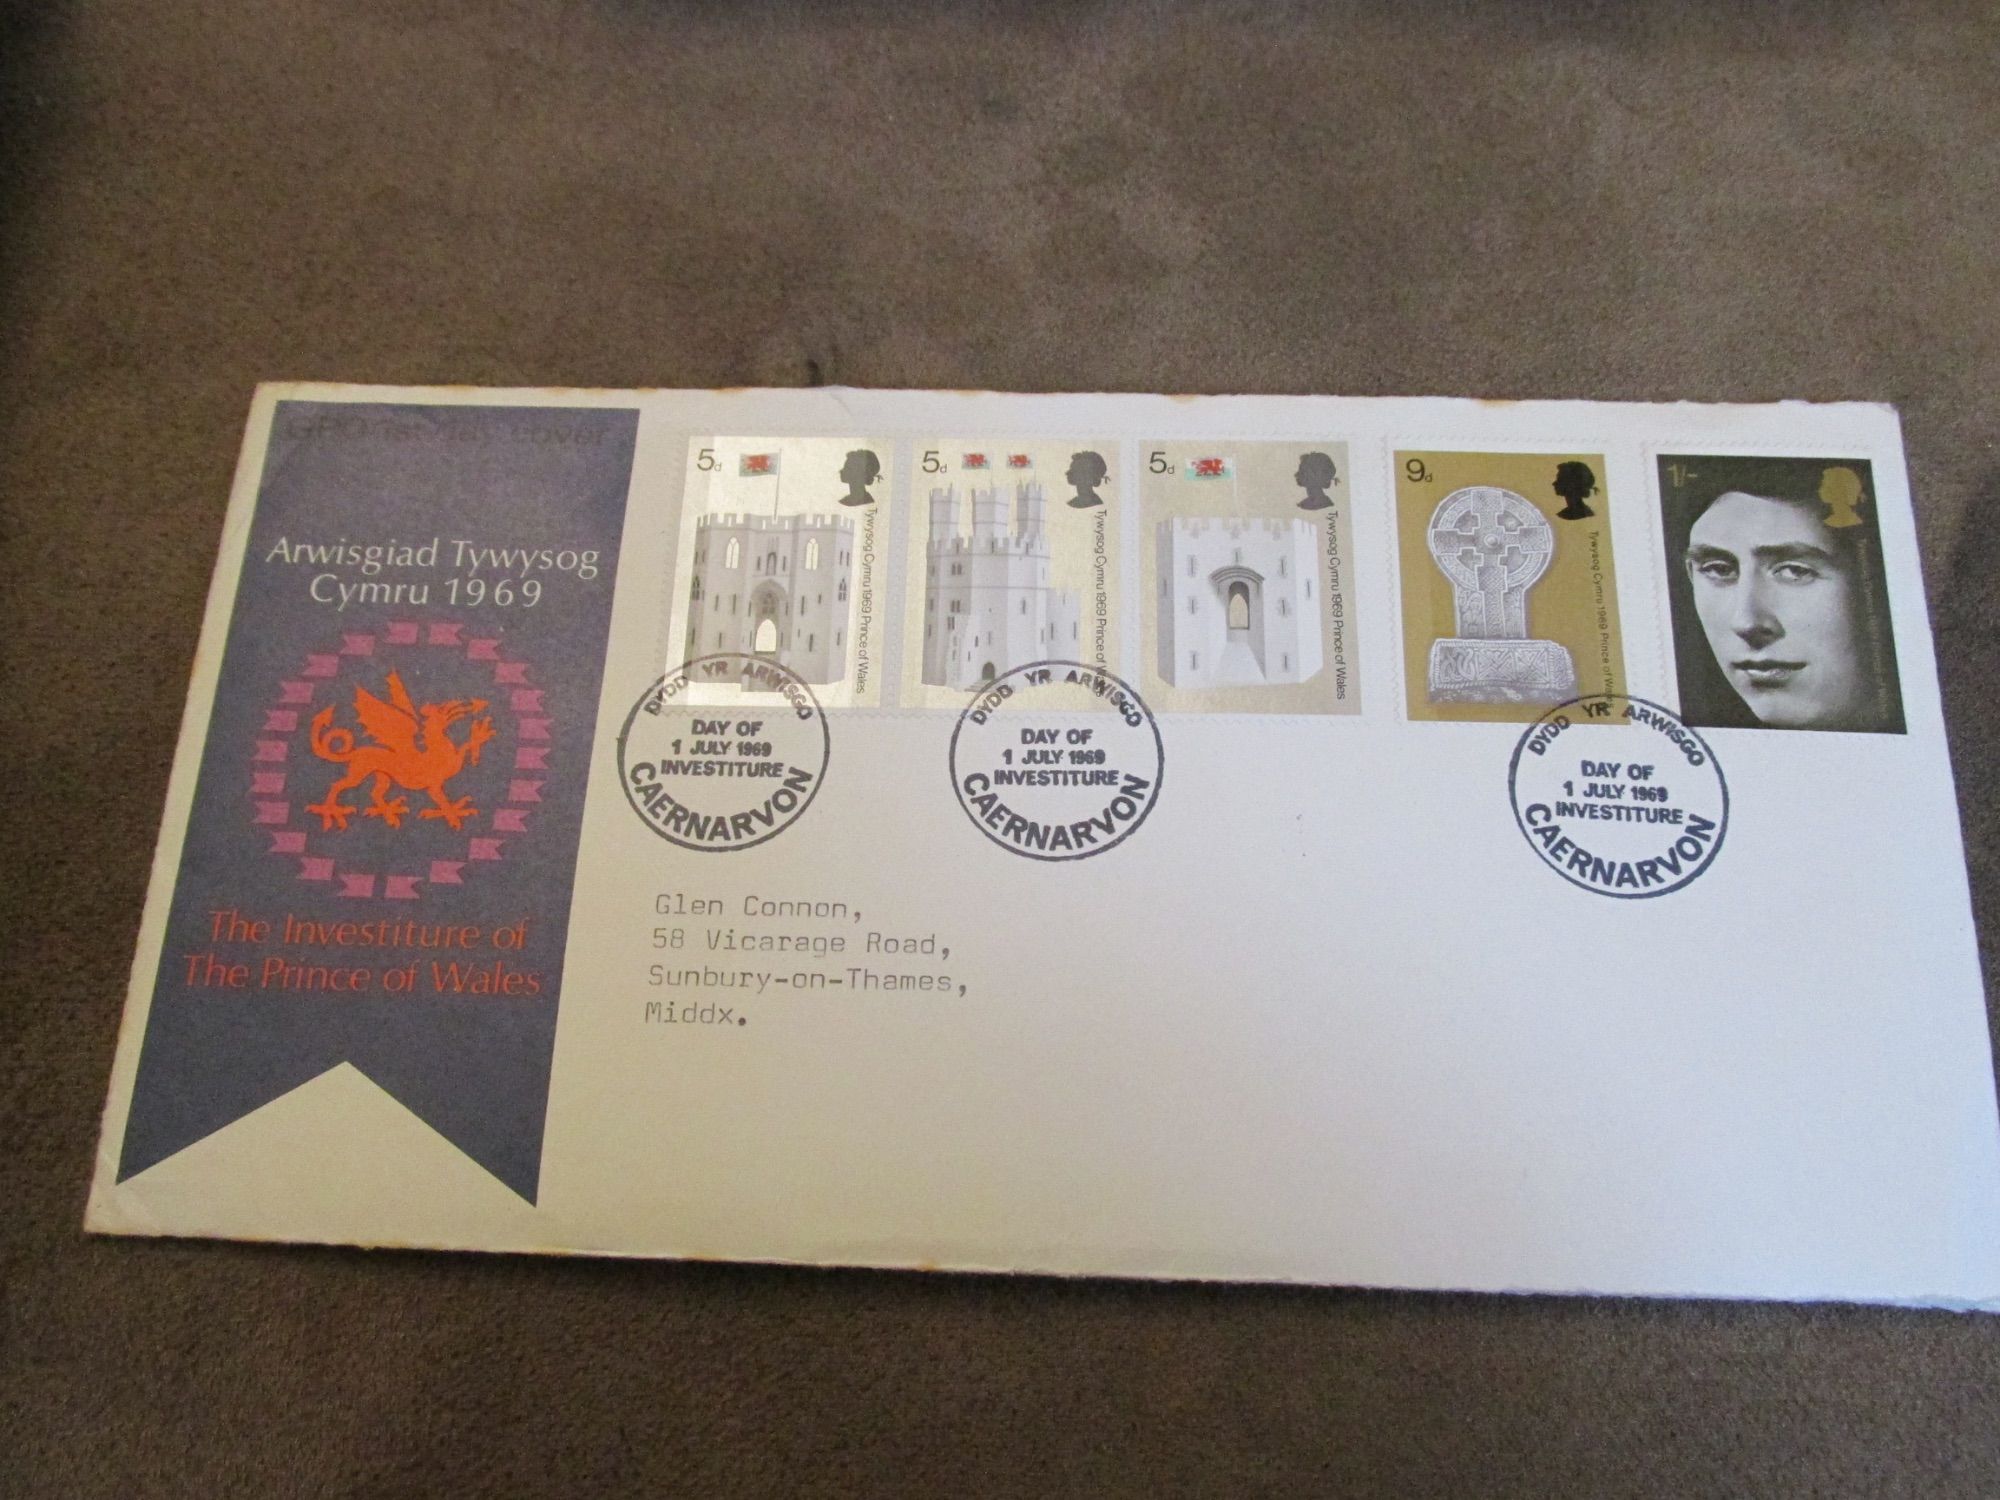 GPO 1st day cover
Arwisgiad Tywysog
Cymru 1969
The Investiture of
The Prince of Wales
5d
Tywysog Cymru 1969 Prince of Wales
5d
Tywysog Cymru 1969 Prince of Wales
5d
Tywysog Cymru 1969 Prince of Wales
9d
Tywysog Cymru 1969 Prince of Wales
1/-
DYDD YR ARWISGO
DAY OF
1 JULY 1969
INVESTITURE
CAERNARVON
DYDD YR ARWISGO
DAY OF
1 JULY 1969
INVESTITURE
CAERNARVON
DYDD YR ARWISGO
DAY OF
1 JULY 1969
INVESTITURE
CAERNARVON
Glen Connon,
58 Vicarage Road,
Sunbury-on-Thames,
Middx.